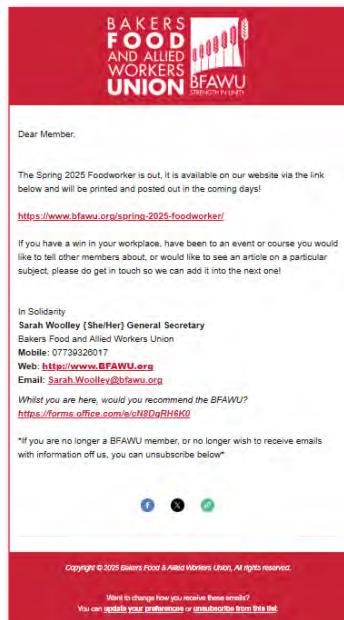 BAKERS
FOOD
AND ALLIED
WORKERS
UNION
BFAWU
STRENGTH IN UNITY
Dear Member,
The Spring 2025 Foodworker is out, it is available on our website via the link
below and will be printed and posted out in the coming days!
https://www.bfawu.org/spring-2025-foodworker/
If you have a win in your workplace, have been to an event or course you would
like to tell other members about, or would like to see an article on a particular
subject, please do get in touch so we can add it into the next one!
In Solidarity
Sarah Woolley {She/Her} General Secretary
Bakers Food and Allied Workers Union
Mobile: 07739326017
Web: http://www.BFAWU.org
Email: Sarah.Woolley@bfawu.org
Whilst you are here, would you recommend the BFAWU?
https://forms.office.com/e/cN8DgRH6K0
*If you are no longer a BFAWU member, or no longer wish to receive emails
with information off us, you can unsubscribe below*
Copyright © 2025 Bakers Food & Allied Workers Union, All rights reserved.
Want to change how you receive these emails?
You can update your preferences or unsubscribe from this list